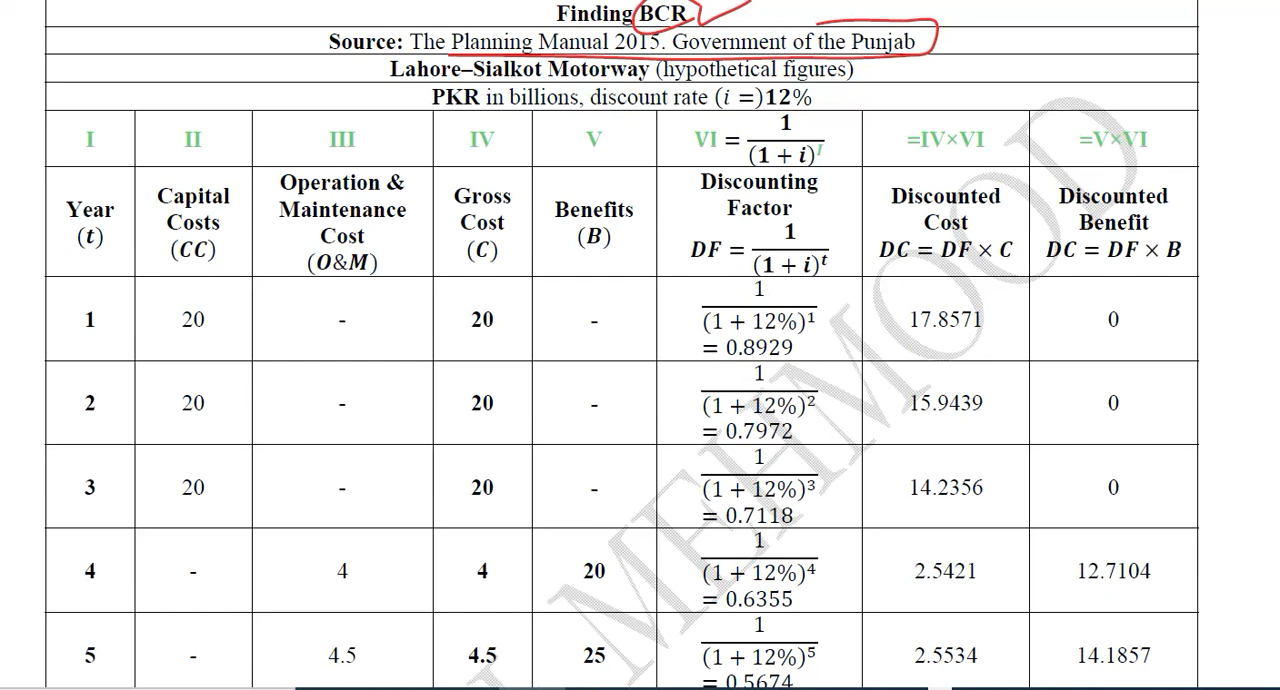 Finding BCR
Source: The Planning Manual 2015. Government of the Punjab
Lahore–Sialkot Motorway (hypothetical figures)
PKR in billions, discount rate (i =)12%
I II III IV V VI = 1/(1 + i)^I =IV×VI =V×VI
Year (t) Capital Costs (CC) Operation & Maintenance Cost (O&M) Gross Cost (C) Benefits (B) Discounting Factor DF = 1/(1 + i)^t Discounted Cost DC = DF × C Discounted Benefit DC = DF × B
1 20 - 20 - 1/(1 + 12%)^1 = 0.8929 17.8571 0
2 20 - 20 - 1/(1 + 12%)^2 = 0.7972 15.9439 0
3 20 - 20 - 1/(1 + 12%)^3 = 0.7118 14.2356 0
4 - 4 4 20 1/(1 + 12%)^4 = 0.6355 2.5421 12.7104
5 - 4.5 4.5 25 1/(1 + 12%)^5 = 0.5674 2.5534 14.1857
MEHMOOD